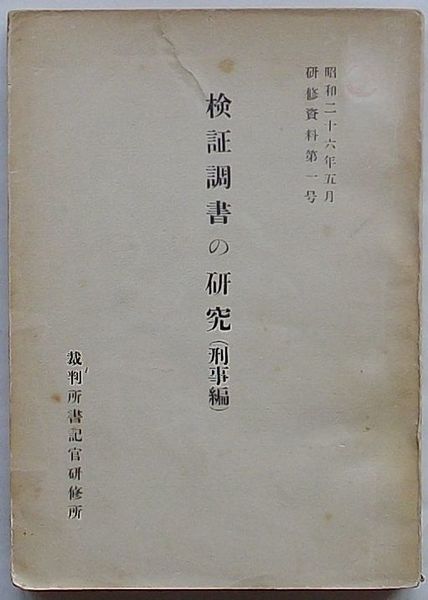 昭和二十六年五月
研修資料第一号
検証調書の研究（刑事編）
裁判所書記官研修所